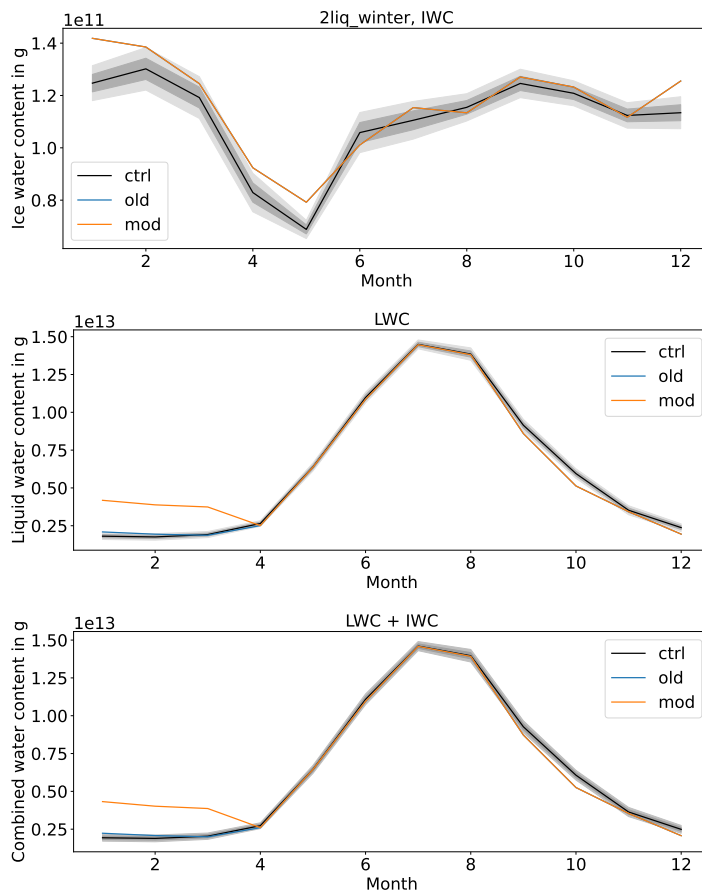 2liq_winter, IWC
1e11
Ice water content in g
1.4
1.2
1.0
0.8
ctrl
old
mod
2 4 6 8 10 12
Month
LWC
1e13
Liquid water content in g
1.50
1.25
1.00
0.75
0.50
0.25
ctrl
old
mod
2 4 6 8 10 12
Month
LWC + IWC
1e13
Combined water content in g
1.50
1.25
1.00
0.75
0.50
0.25
ctrl
old
mod
2 4 6 8 10 12
Month